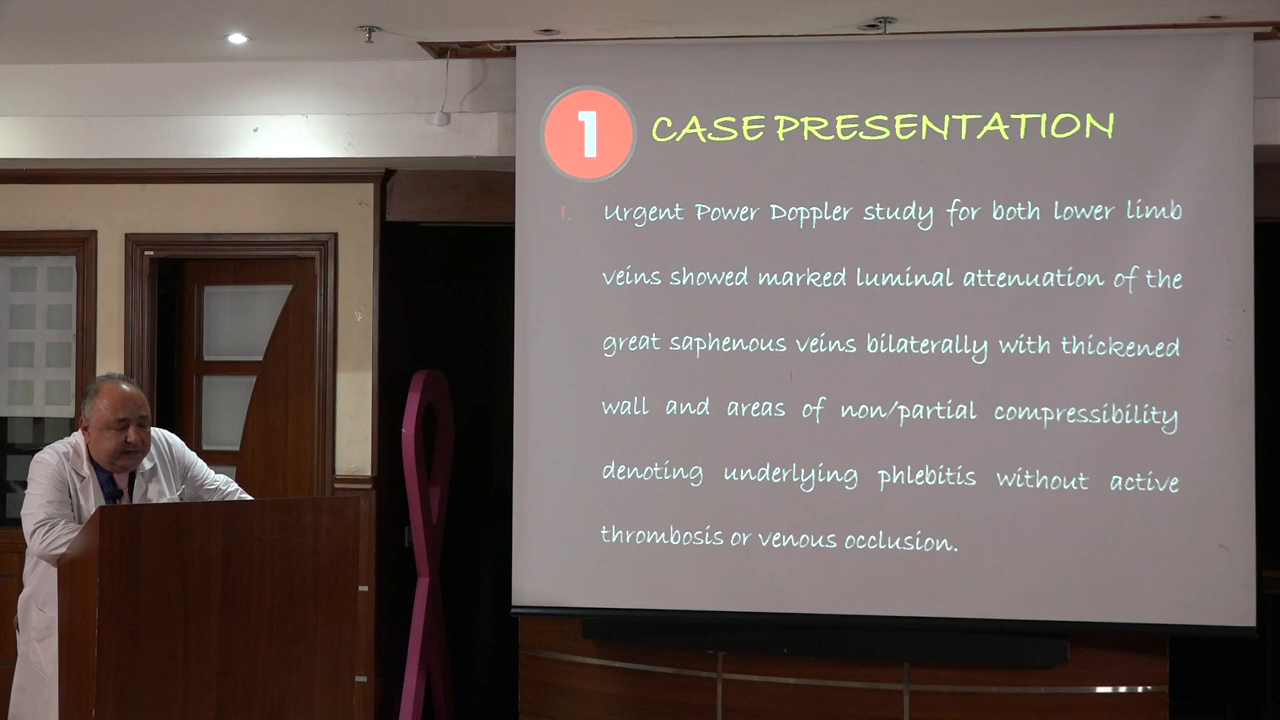 1 CASE PRESENTATION
1. Urgent Power Doppler study for both lower limb
veins showed marked luminal attenuation of the
great saphenous veins bilaterally with thickened
wall and areas of non/partial compressibility
denoting underlying phlebitis without active
thrombosis or venous occlusion.